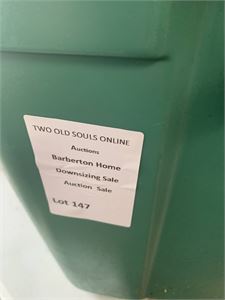 TWO OLD SOULS ONLINE
Auctions
Barberton Home
Downsizing Sale
Auction Sale
Lot 147